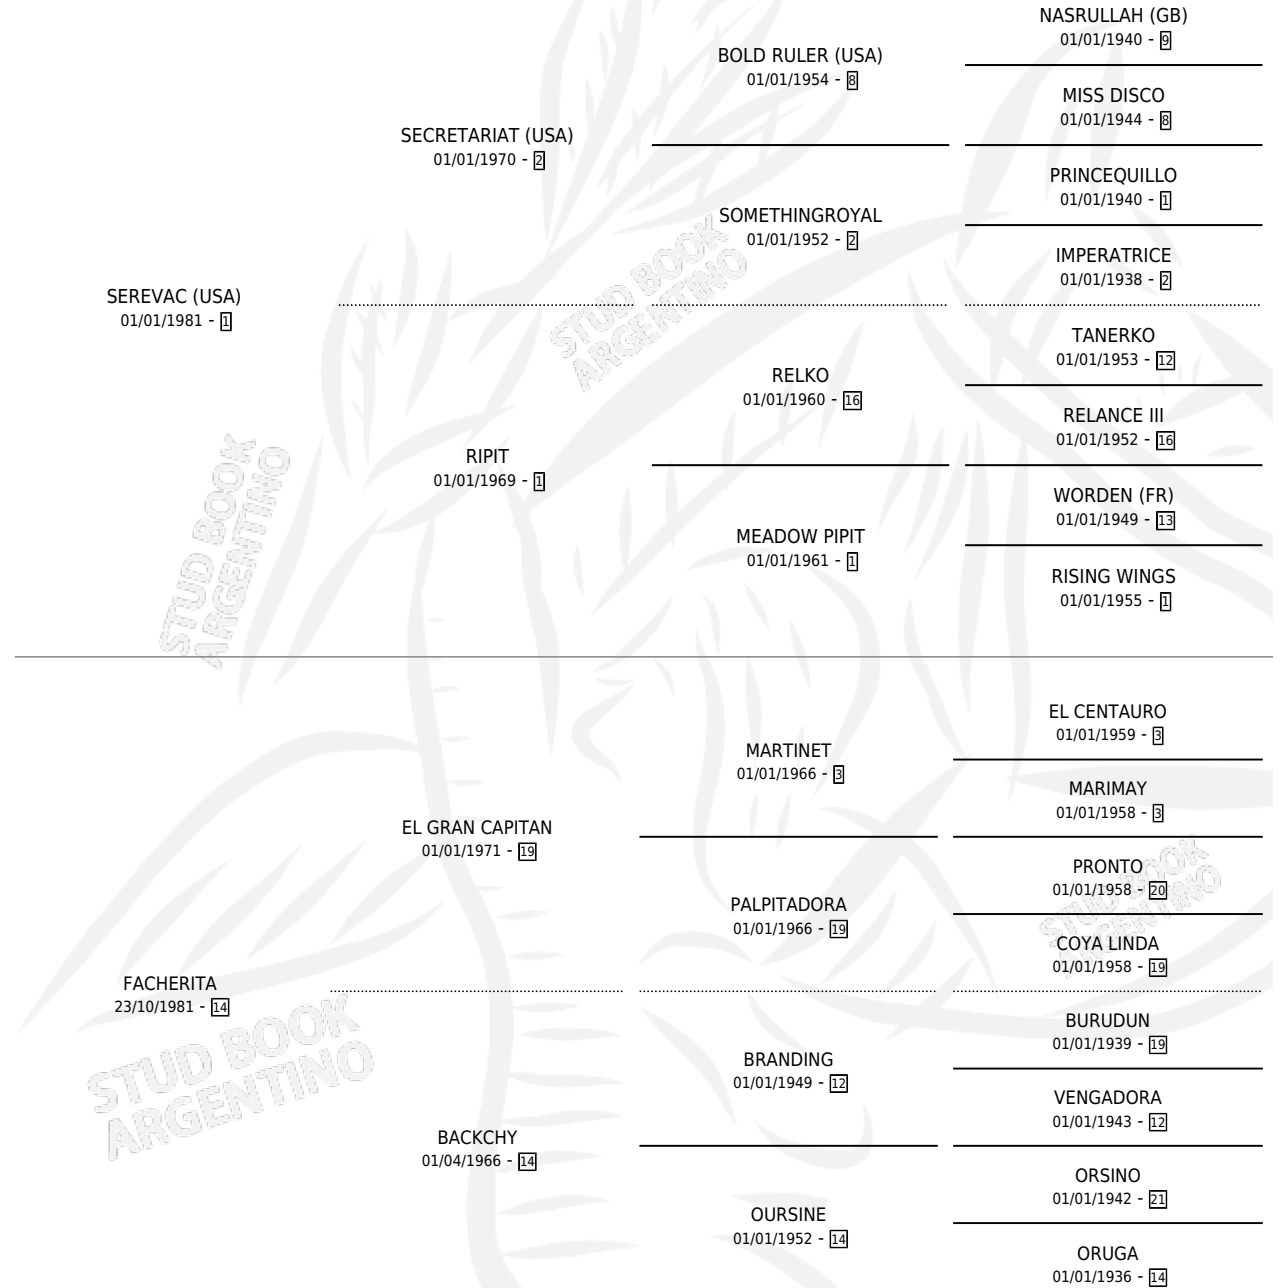 NASRULLAH (GB)
01/01/1940 - 9
BOLD RULER (USA)
01/01/1954 - 8
MISS DISCO
01/01/1944 - 8
SECRETARIAT (USA)
01/01/1970 - 2
PRINCEQUILLO
01/01/1940 - 1
SOMETHINGROYAL
01/01/1952 - 2
IMPERATRICE
01/01/1938 - 2
SEREVAC (USA)
01/01/1981 - 1
STUD BOOK
ARGENTINO
TANERKO
01/01/1953 - 12
RELKO
01/01/1960 - 16
RELANCE III
01/01/1952 - 16
RIPIT
01/01/1969 - 1
WORDEN (FR)
01/01/1949 - 13
MEADOW PIPIT
01/01/1961 - 1
RISING WINGS
01/01/1955 - 1
STUD BOOK
ARGENTINO
EL CENTAURO
01/01/1959 - 3
MARTINET
01/01/1966 - 3
MARIMAY
01/01/1958 - 3
EL GRAN CAPITAN
01/01/1971 - 19
PRONTO
01/01/1958 - 20
PALPITADORA
01/01/1966 - 19
COYA LINDA
01/01/1958 - 19
STUD BOOK
ARGENTINO
FACHERITA
23/10/1981 - 14
BURUDUN
01/01/1939 - 19
BRANDING
01/01/1949 - 12
VENGADORA
01/01/1943 - 12
STUD BOOK
ARGENTINO
BACKCHY
01/04/1966 - 14
ORSINO
01/01/1942 - 21
OURSINE
01/01/1952 - 14
ORUGA
01/01/1936 - 14